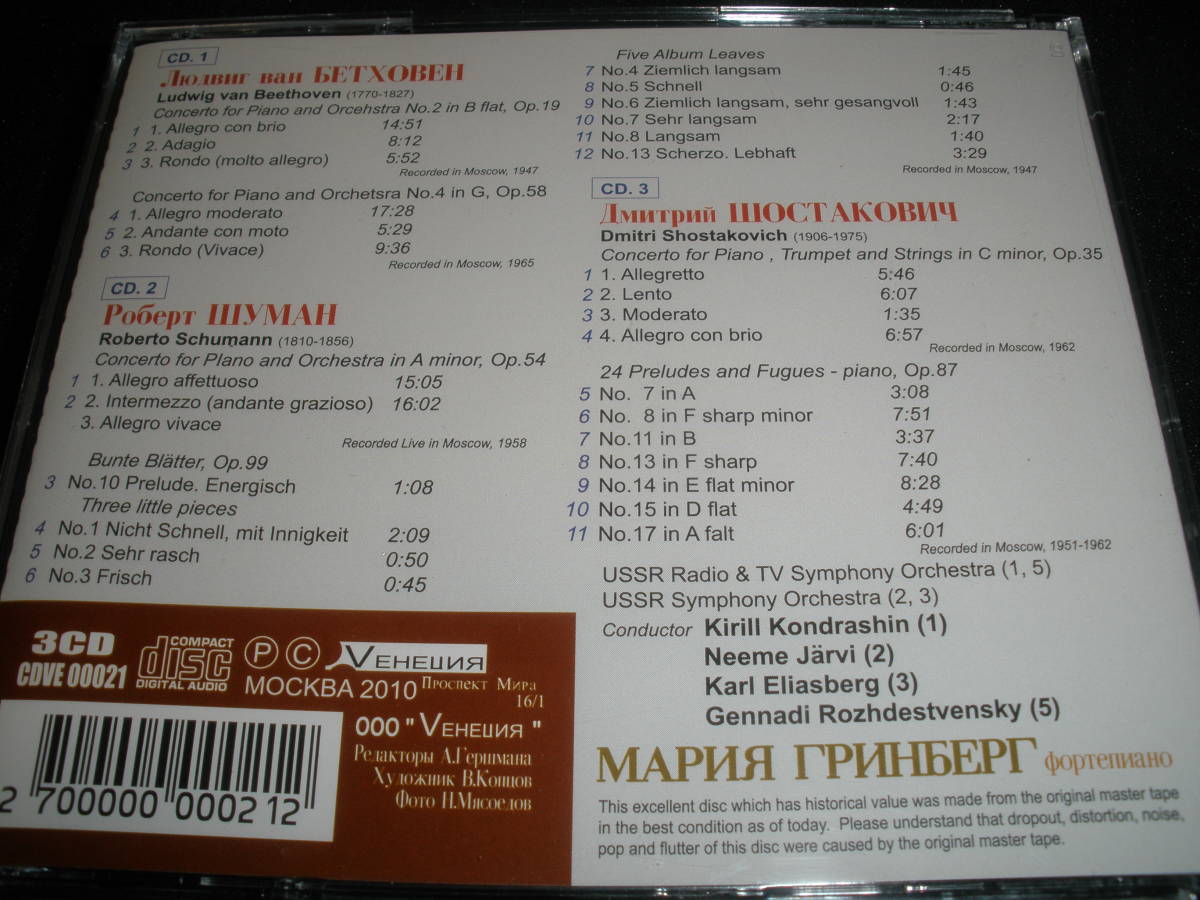 CD. 1
Людвиг ван БЕТХОВЕН
Ludwig van Beethoven (1770-1827)
Concerto for Piano and Orcehstra No.2 in B flat, Op.19
1 1. Allegro con brio 14:51
2 2. Adagio 8:12
3 3. Rondo (molto allegro) 5:52
Recorded in Moscow, 1947
Concerto for Piano and Orchetsra No.4 in G, Op.58
4 1. Allegro moderato 17:28
5 2. Andante con moto 5:29
6 3. Rondo (Vivace) 9:36
Recorded in Moscow, 1965
CD. 2
Роберт ШУМАН
Roberto Schumann (1810-1856)
Concerto for PIano and Orchestra in A minor, Op.54
1 1. Allegro affettuoso 15:05
2 2. Intermezzo (andante grazioso) 16:02
3. Allegro vivace
Recorded Live in Moscow, 1958
Bunte Blätter, Op.99
3 No.10 Prelude. Energisch 1:08
Three little pieces
4 No.1 Nicht Schnell, mit Innigkeit 2:09
5 No.2 Sehr rasch 0:50
6 No.3 Frisch 0:45
Five Album Leaves
7 No.4 Ziemlich langsam 1:45
8 No.5 Schnell 0:46
9 No.6 Ziemlich langsam, sehr gesangvoll 1:43
10 No.7 Sehr langsam 2:17
11 No.8 Langsam 1:40
12 No.13 Scherzo. Lebhaft 3:29
Recorded in Moscow, 1947
CD. 3
Дмитрий ШОСТАКОВИЧ
Dmitri Shostakovich (1906-1975)
Concerto for Piano , Trumpet and Strings in C minor, Op.35
1 1. Allegretto 5:46
2 2. Lento 6:07
3 3. Moderato 1:35
4 4. Allegro con brio 6:57
Recorded in Moscow, 1962
24 Preludes and Fugues - piano, Op.87
5 No. 7 in A 3:08
6 No. 8 in F sharp minor 7:51
7 No.11 in B 3:37
8 No.13 in F sharp 7:40
9 No.14 in E flat minor 8:28
10 No.15 in D flat 4:49
11 No.17 in A falt 6:01
Recorded in Moscow, 1951-1962
USSR Radio & TV Symphony Orchestra (1, 5)
USSR Symphony Orchestra (2, 3)
Conductor Kirill Kondrashin (1)
Neeme Järvi (2)
Karl Eliasberg (3)
Gennadi Rozhdestvensky (5)
МАРИЯ ГРИНБЕРГ фортепиано
This excellent disc which has historical value was made from the original master tape
in the best condition as of today. Please understand that dropout, distortion, noise,
pop and flutter of this disc were caused by the original master tape.
3CD
CDVE 00021
COMPACT
disc
DIGITAL AUDIO
Ⓟ Ⓒ Vенеция
МОСКВА 2010 Проспект Мира
16/1
ООО " Vенеция "
Редакторы А.Гершмана
Художник В.Копцов
Фото Н.Мисоедов
2 700000 000212